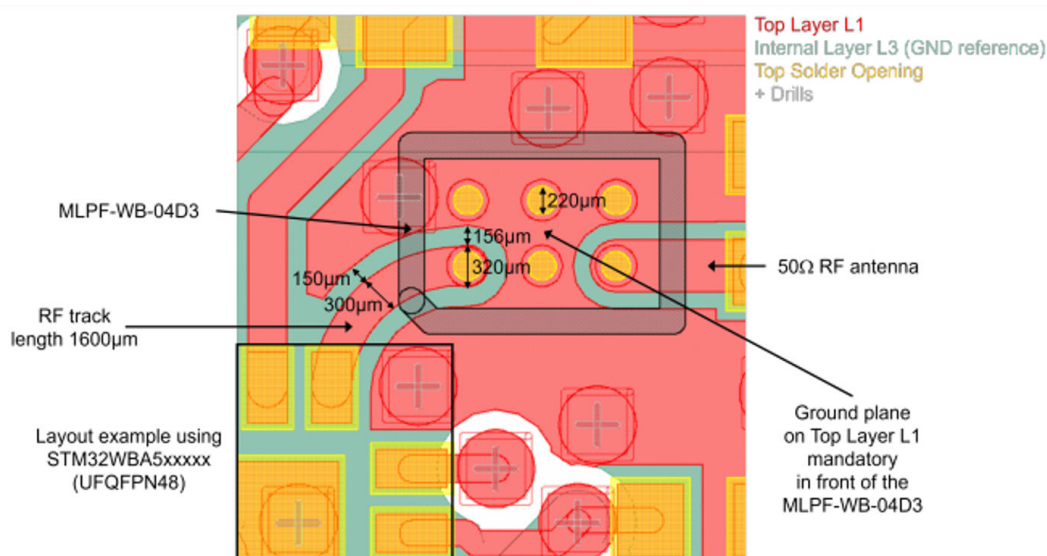 Top Layer L1
Internal Layer L3 (GND reference)
Top Solder Opening
+ Drills
MLPF-WB-04D3
220µm
156µm
320µm
150µm
300µm
50Ω RF antenna
RF track
length 1600µm
Layout example using
STM32WBA5xxxxx
(UFQFPN48)
Ground plane
on Top Layer L1
mandatory
in front of the
MLPF-WB-04D3